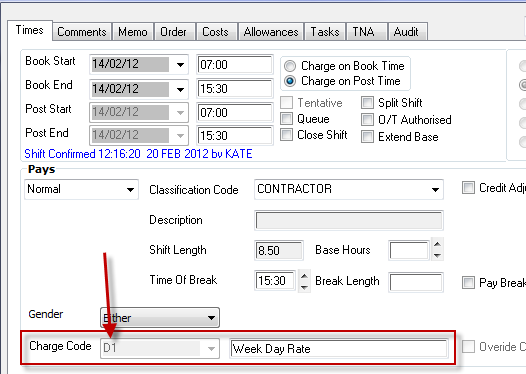 Times Comments Memo Order Costs Allowances Tasks TNA Audit
Book Start 14/02/12 07:00 Charge on Book Time
Book End 14/02/12 15:30 Charge on Post Time
Post Start 14/02/12 07:00 Tentative Split Shift
Queue O/T Authorised
Post End 14/02/12 15:30 Close Shift Extend Base
Shift Confirmed 12:16:20 20 FEB 2012 by KATE
Pays
Normal Classification Code CONTRACTOR Credit Adj
Description
Shift Length 8.50 Base Hours
Time Of Break 15:30 Break Length Pay Break
Gender Either
Charge Code D1 Week Day Rate Overide C